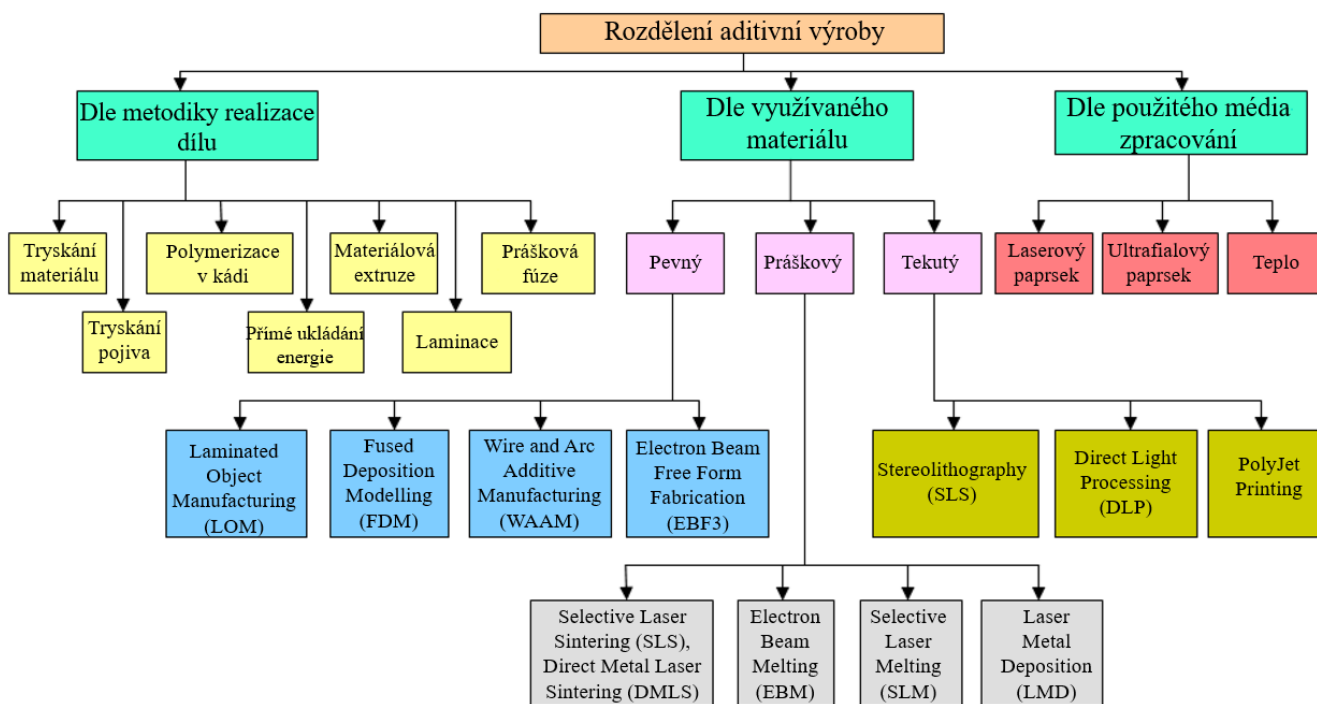 Rozdělení aditivní výroby
Dle metodiky realizace
dílu
Dle využívaného
materiálu
Dle použitého média
zpracování
Tryskání
materiálu
Polymerizace
v kádi
Materiálová
extruze
Prášková
fúze
Tryskání
pojiva
Přímé ukládání
energie
Laminace
Pevný
Práškový
Tekutý
Laserový
paprsek
Ultrafialový
paprsek
Teplo
Laminated
Object
Manufacturing
(LOM)
Fused
Deposition
Modelling
(FDM)
Wire and Arc
Additive
Manufacturing
(WAAM)
Electron Beam
Free Form
Fabrication
(EBF3)
Stereolithography
(SLS)
Direct Light
Processing
(DLP)
PolyJet
Printing
Selective Laser
Sintering (SLS),
Direct Metal Laser
Sintering (DMLS)
Electron
Beam
Melting
(EBM)
Selective
Laser
Melting
(SLM)
Laser
Metal
Deposition
(LMD)